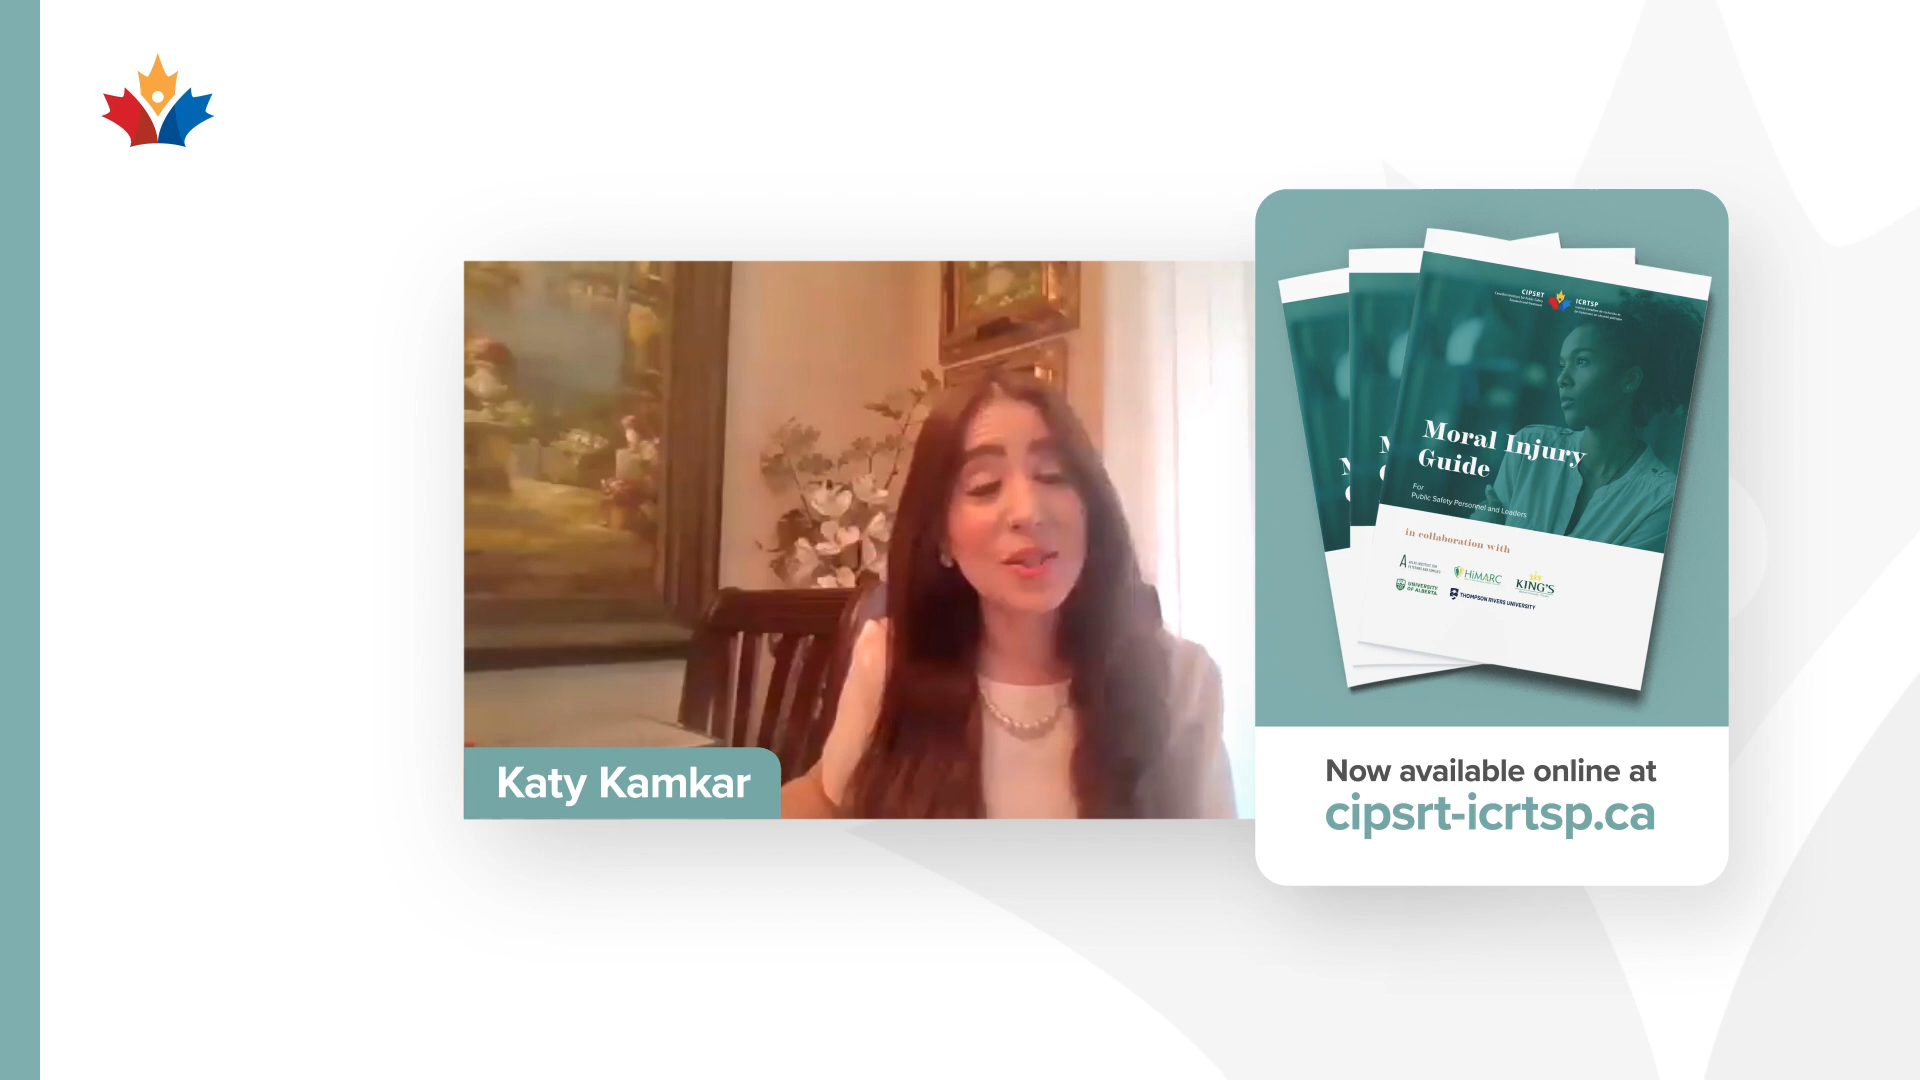 Katy Kamkar
CIPSRT
ICRTSP
Moral Injury
Guide
For
Public Safety Personnel and Leaders
in collaboration with
HiMARC
KING'S
UNIVERSITY
OF ALBERTA
THOMPSON RIVERS UNIVERSITY
Now available online at
cipsrt-icrtsp.ca